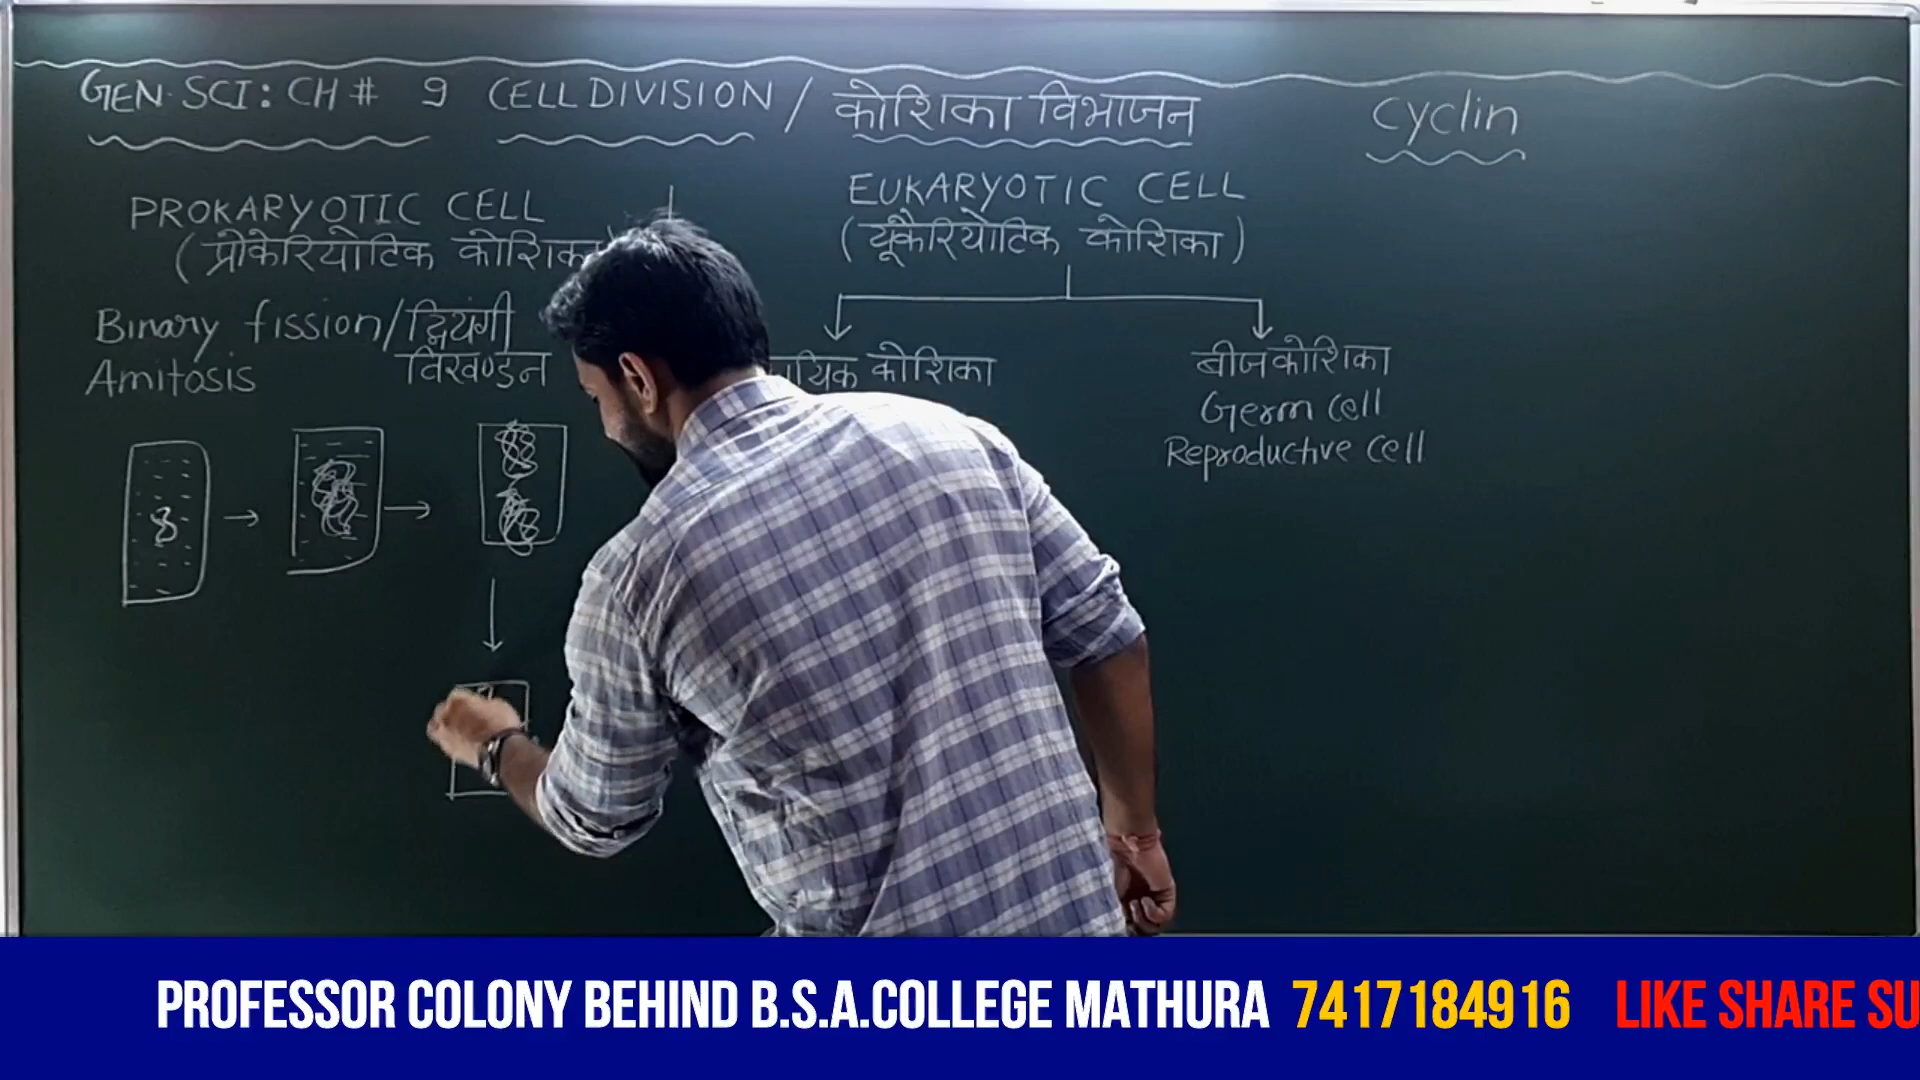 GEN. SCI: CH # 9 CELL DIVISION / कोशिका विभाजन
cyclin
PROKARYOTIC CELL
(प्रोकेरियोटिक
Binary fission/द्वियंगी
विखण्डन
Amitosis
EUKARYOTIC CELL
(यूकैरियोटिक कोशिका)
कोशिका
बीजकोशिका
Germ cell
Reproductive cell
PROFESSOR COLONY BEHIND B.S.A.COLLEGE MATHURA 7417184916 LIKE SHARE SU